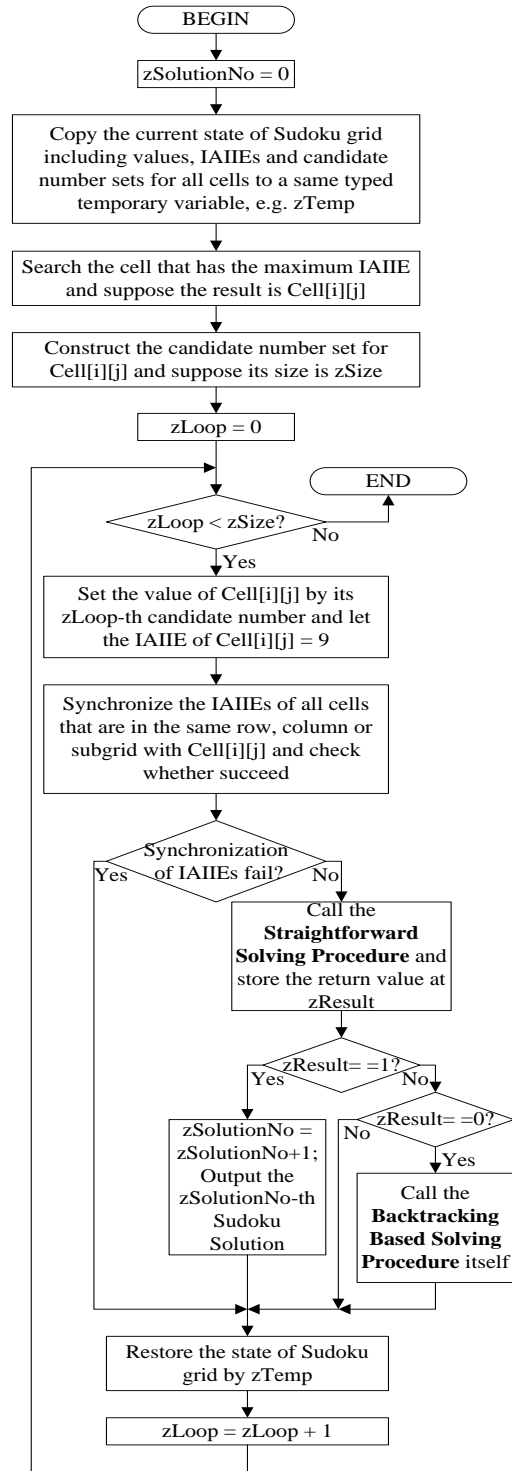 BEGIN
zSolutionNo = 0
Copy the current state of Sudoku grid
including values, IAIIEs and candidate
number sets for all cells to a same typed
temporary variable, e.g. zTemp
Search the cell that has the maximum IAIIE
and suppose the result is Cell[i][j]
Construct the candidate number set for
Cell[i][j] and suppose its size is zSize
zLoop = 0
END
zLoop < zSize?
No
Yes
Set the value of Cell[i][j] by its
zLoop-th candidate number and let
the IAIIE of Cell[i][j] = 9
Synchronize the IAIIEs of all cells
that are in the same row, column or
subgrid with Cell[i][j] and check
whether succeed
Synchronization
of IAIIEs fail?
Yes
No
Call the
Straightforward
Solving Procedure and
store the return value at
zResult
zResult= =1?
Yes
No
zResult= =0?
No
Yes
zSolutionNo =
zSolutionNo+1;
Output the
zSolutionNo-th
Sudoku
Solution
Call the
Backtracking
Based Solving
Procedure itself
Restore the state of Sudoku
grid by zTemp
zLoop = zLoop + 1